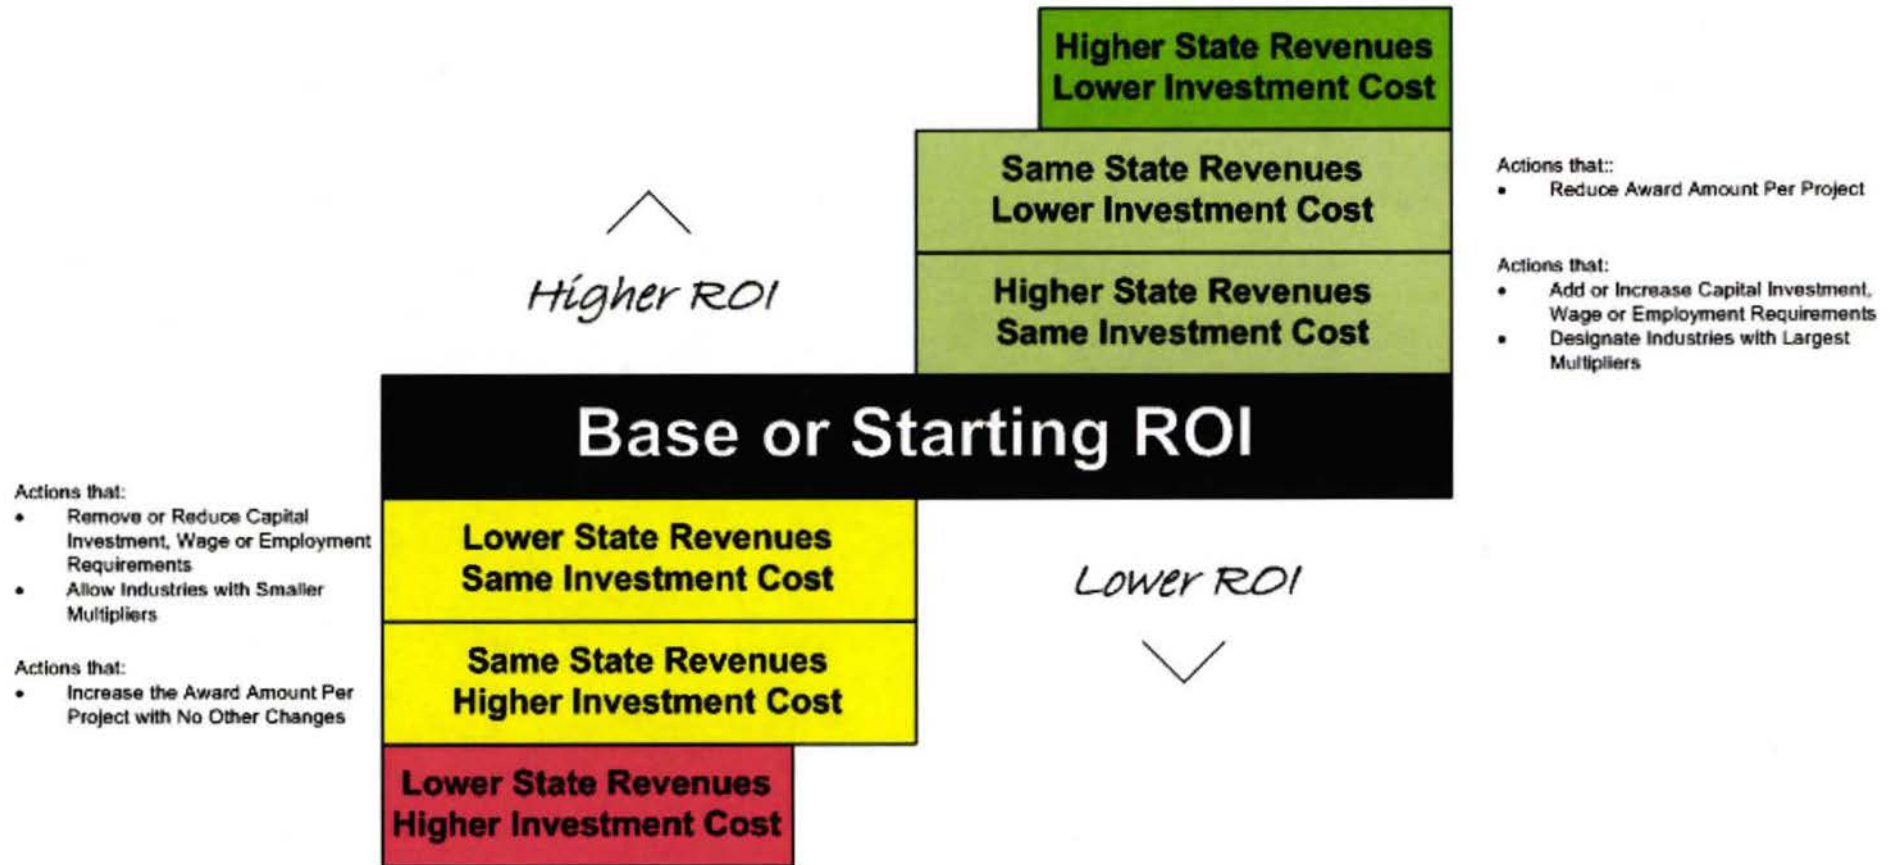 Higher State Revenues
Lower Investment Cost
Same State Revenues
Lower Investment Cost
Actions that::
• Reduce Award Amount Per Project
Higher ROI
Higher State Revenues
Same Investment Cost
Actions that:
• Add or Increase Capital Investment,
Wage or Employment Requirements
• Designate Industries with Largest
Multipliers
Base or Starting ROI
Actions that:
• Remove or Reduce Capital
Investment, Wage or Employment
Requirements
• Allow Industries with Smaller
Multipliers
Lower State Revenues
Same Investment Cost
Lower ROI
Actions that:
• Increase the Award Amount Per
Project with No Other Changes
Same State Revenues
Higher Investment Cost
Lower State Revenues
Higher Investment Cost